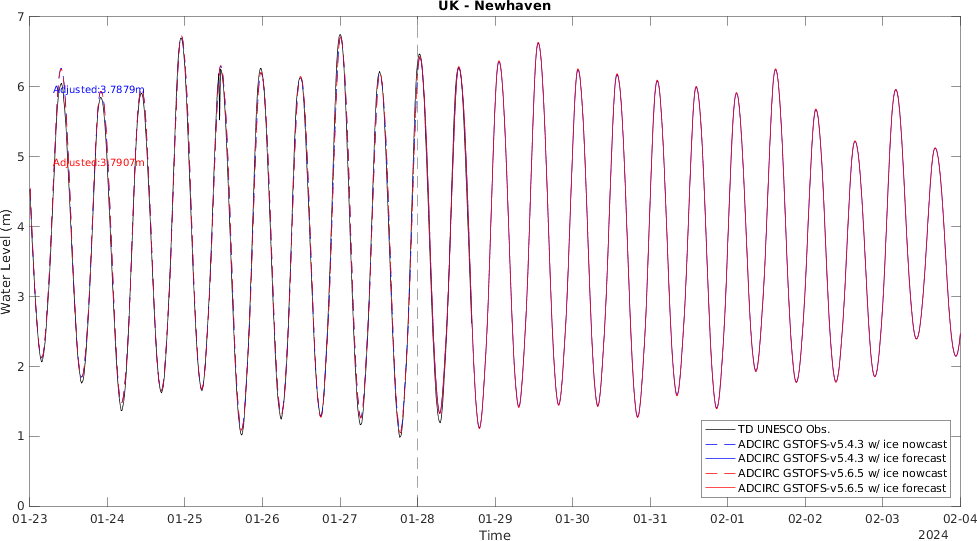 UK - Newhaven
7
6
5
4
3
2
1
0
Water Level (m)
Adjusted:3.7879m
Adjusted:3.7907m
TD UNESCO Obs.
ADCIRC GSTOFS-v5.4.3 w/ ice nowcast
ADCIRC GSTOFS-v5.4.3 w/ ice forecast
ADCIRC GSTOFS-v5.6.5 w/ ice nowcast
ADCIRC GSTOFS-v5.6.5 w/ ice forecast
01-23 01-24 01-25 01-26 01-27 01-28 01-29 01-30 01-31 02-01 02-02 02-03 02-04
Time
2024